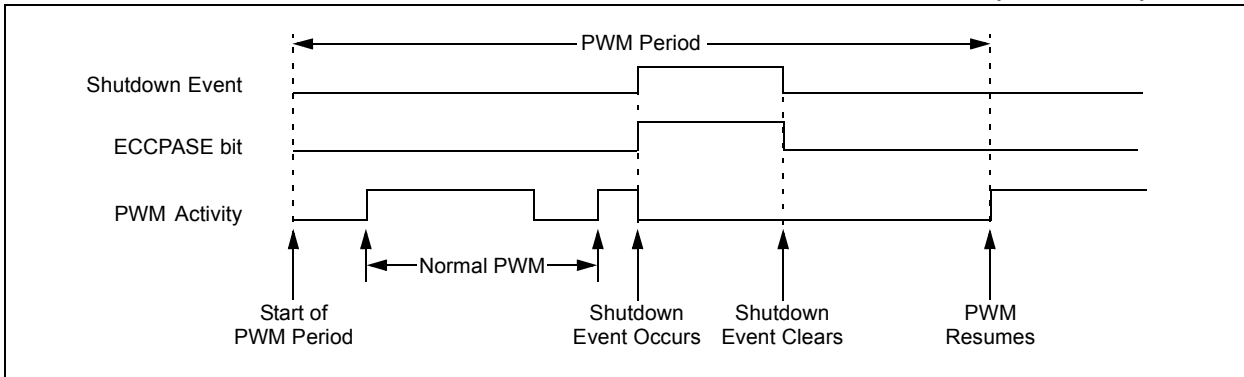 PWM Period
Shutdown Event
ECCPASE bit
PWM Activity
Normal PWM
Start of
PWM Period
Shutdown
Event Occurs
Shutdown
Event Clears
PWM
Resumes